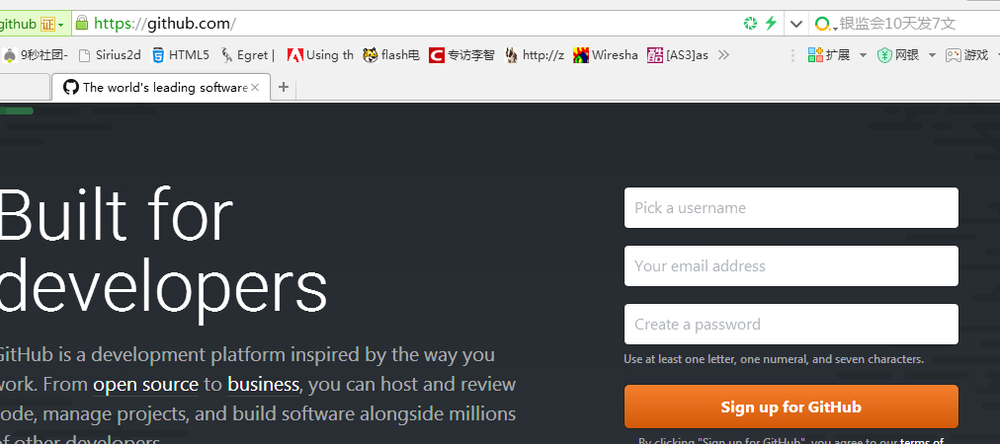 github 证
https://github.com/
银监会10天发7文
9秒社团- Sirius2d HTML5 Egret | Using th flash电 专访李智 http://z Wiresha [AS3]as » 扩展 网银 游戏
The world's leading software × +
Built for
developers
GitHub is a development platform inspired by the way you
work. From open source to business, you can host and review
code, manage projects, and build software alongside millions
of other developers.
Pick a username
Your email address
Create a password
Use at least one letter, one numeral, and seven characters.
Sign up for GitHub
By clicking "Sign up for GitHub", you agree to our terms of